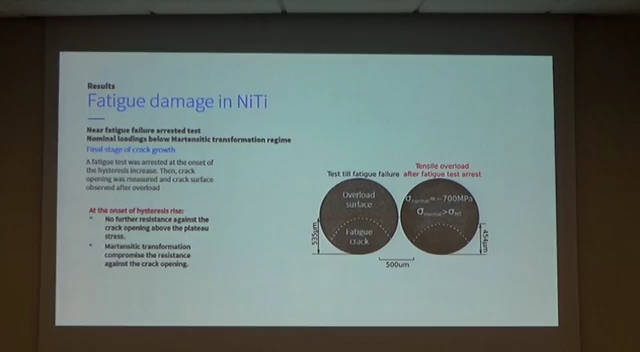 Results
Fatigue damage in NiTi
Near fatigue failure arrested test
Nominal loadings below Martensitic transformation regime
Final stage of crack growth
A fatigue test was arrested at the onset of
the hysteresis increase. Then, crack
opening was measured and crack surface
observed after overload
At the onset of hysteresis rise:
No further resistance against the
crack opening above the plateau
stress.
Martensitic transformation
compromise the resistance
against the crack opening.
Test till fatigue failure
Tensile overload
after fatigue test arrest
Overload
surface
Fatigue
crack
535µm
σnormal=~700MPa
σnormal>σ
454µm
500um